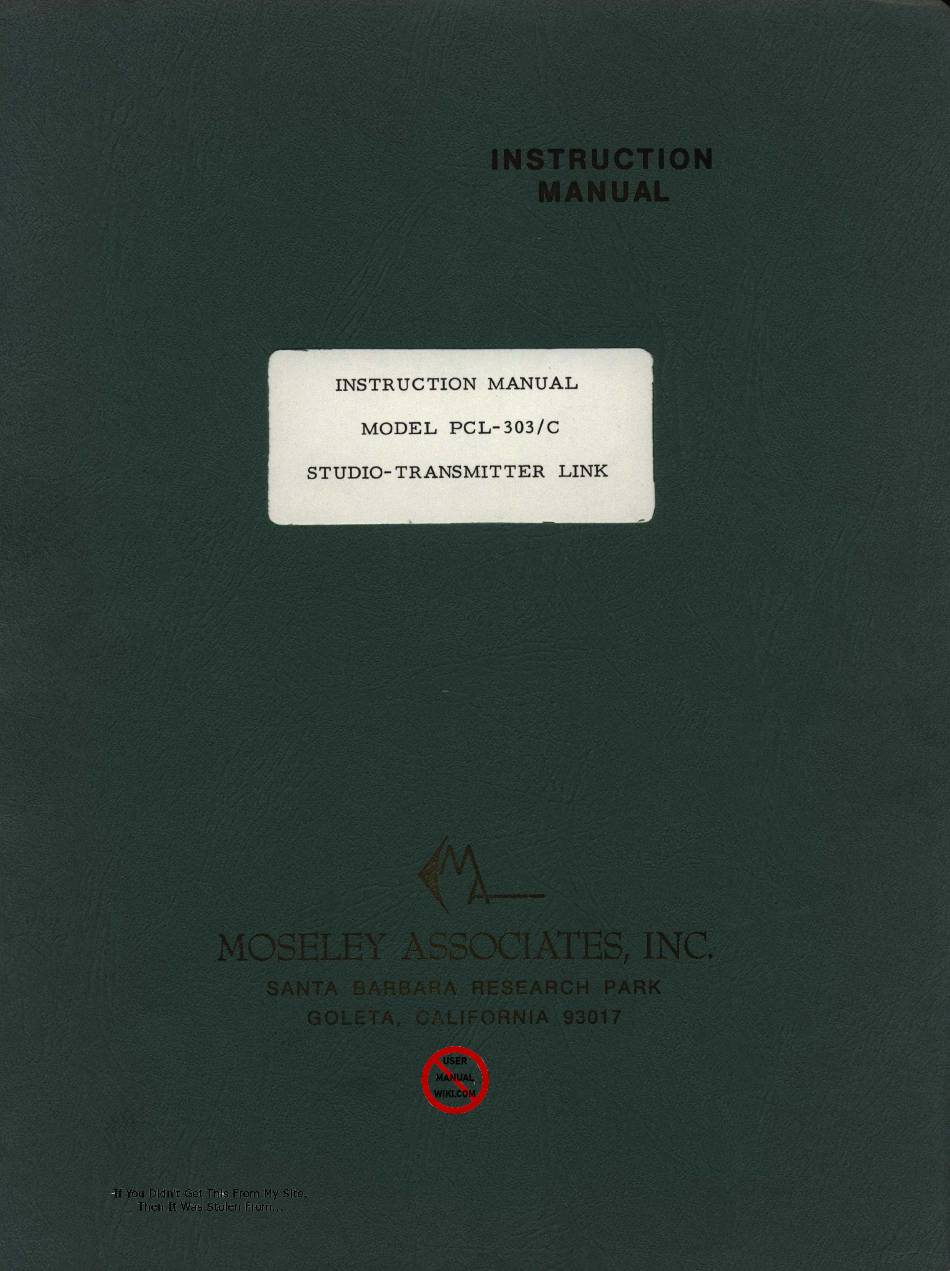 INSTRUCTION
MANUAL
INSTRUCTION MANUAL
MODEL PCL-303/C
STUDIO-TRANSMITTER LINK
MA
MOSELEY ASSOCIATES, INC.
SANTA BARBARA RESEARCH PARK
GOLETA, CALIFORNIA 93017
USER
MANUAL
WIKI.COM
If You Didn't Get This From My Site,
Then It Was Stolen From...